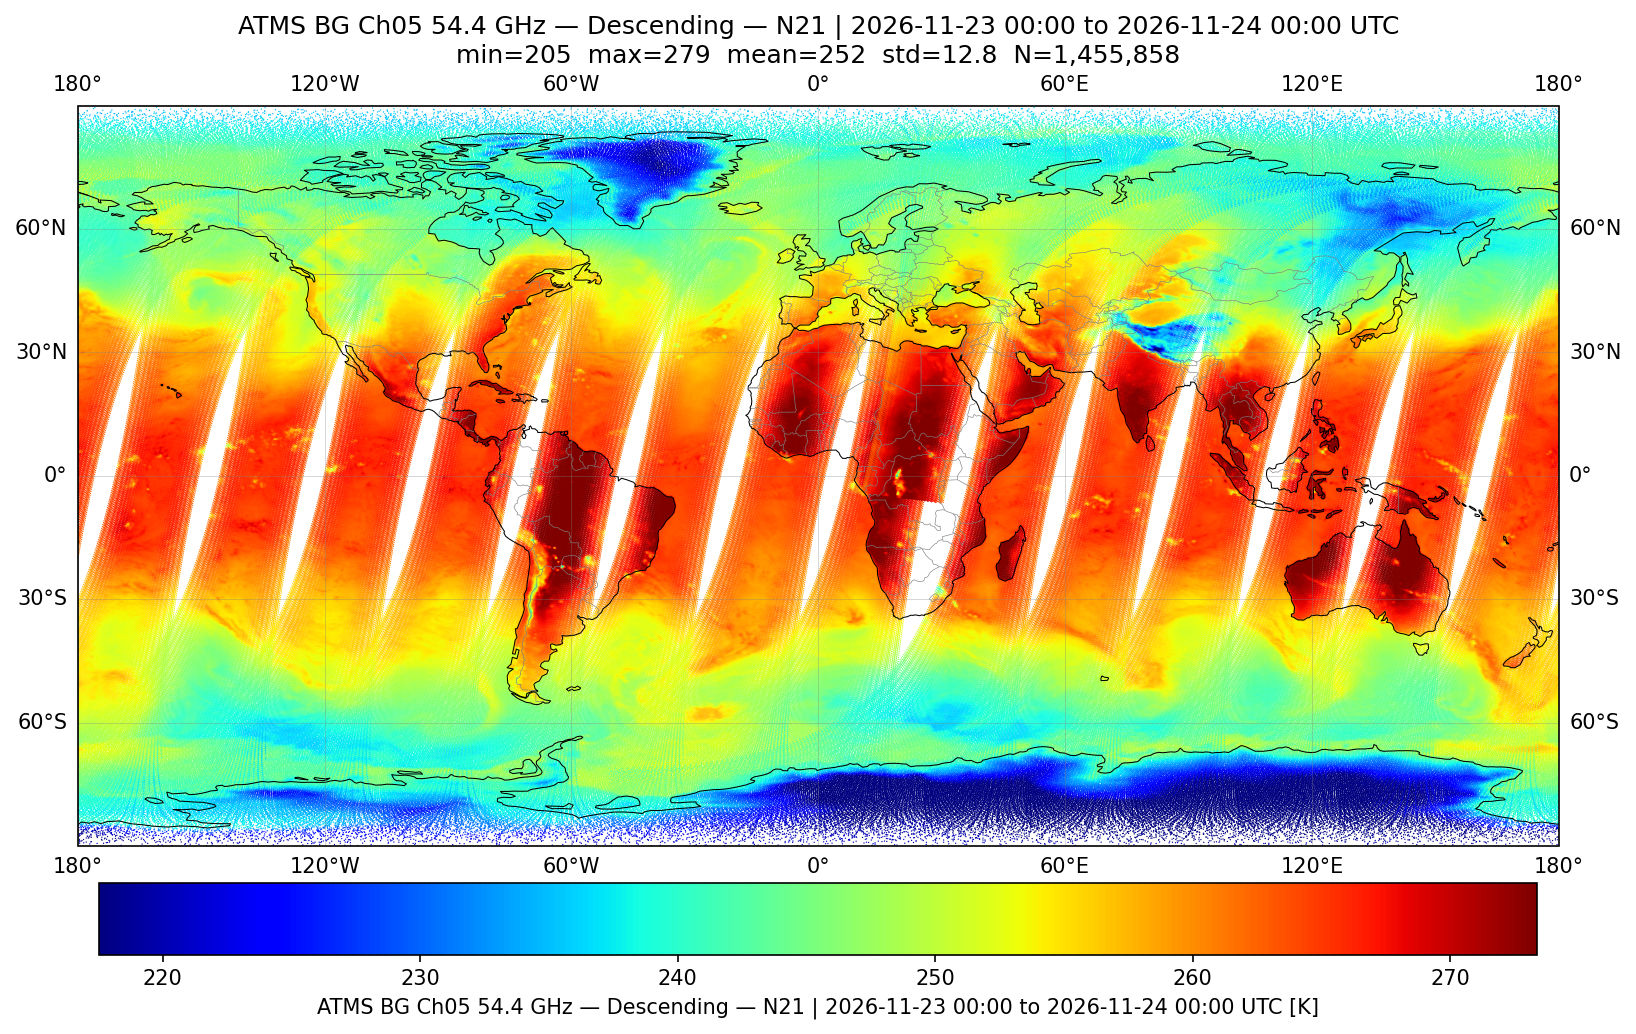 ATMS BG Ch05 54.4 GHz — Descending — N21 | 2026-11-23 00:00 to 2026-11-24 00:00 UTC
min=205 max=279 mean=252 std=12.8 N=1,455,858
180° 120°W 60°W 0° 60°E 120°E 180°
60°N 60°N
30°N 30°N
0° 0°
30°S 30°S
60°S 60°S
180° 120°W 60°W 0° 60°E 120°E 180°
220 230 240 250 260 270
ATMS BG Ch05 54.4 GHz — Descending — N21 | 2026-11-23 00:00 to 2026-11-24 00:00 UTC [K]